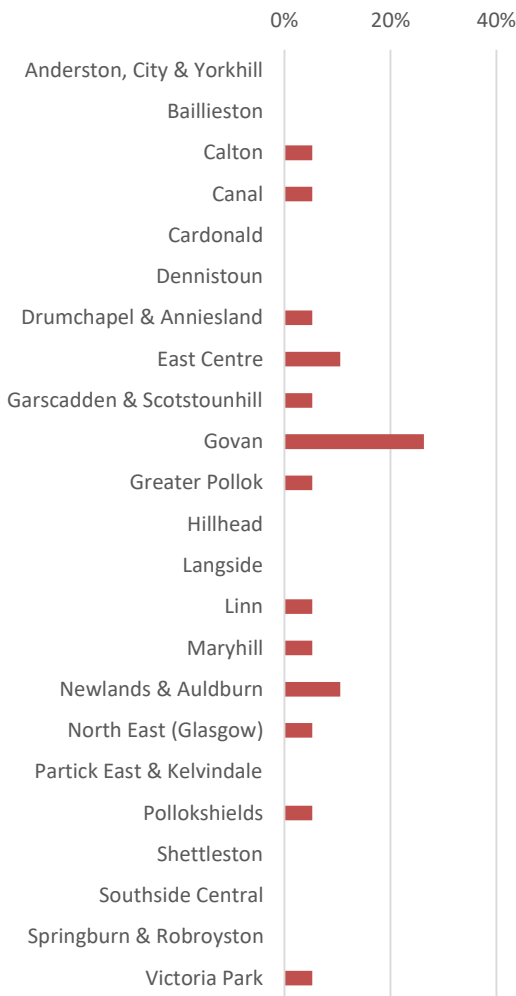 0% 20% 40%
Anderston, City & Yorkhill
Baillieston
Calton
Canal
Cardonald
Dennistoun
Drumchapel & Anniesland
East Centre
Garscadden & Scotstounhill
Govan
Greater Pollok
Hillhead
Langside
Linn
Maryhill
Newlands & Auldburn
North East (Glasgow)
Partick East & Kelvindale
Pollokshields
Shettleston
Southside Central
Springburn & Robroyston
Victoria Park